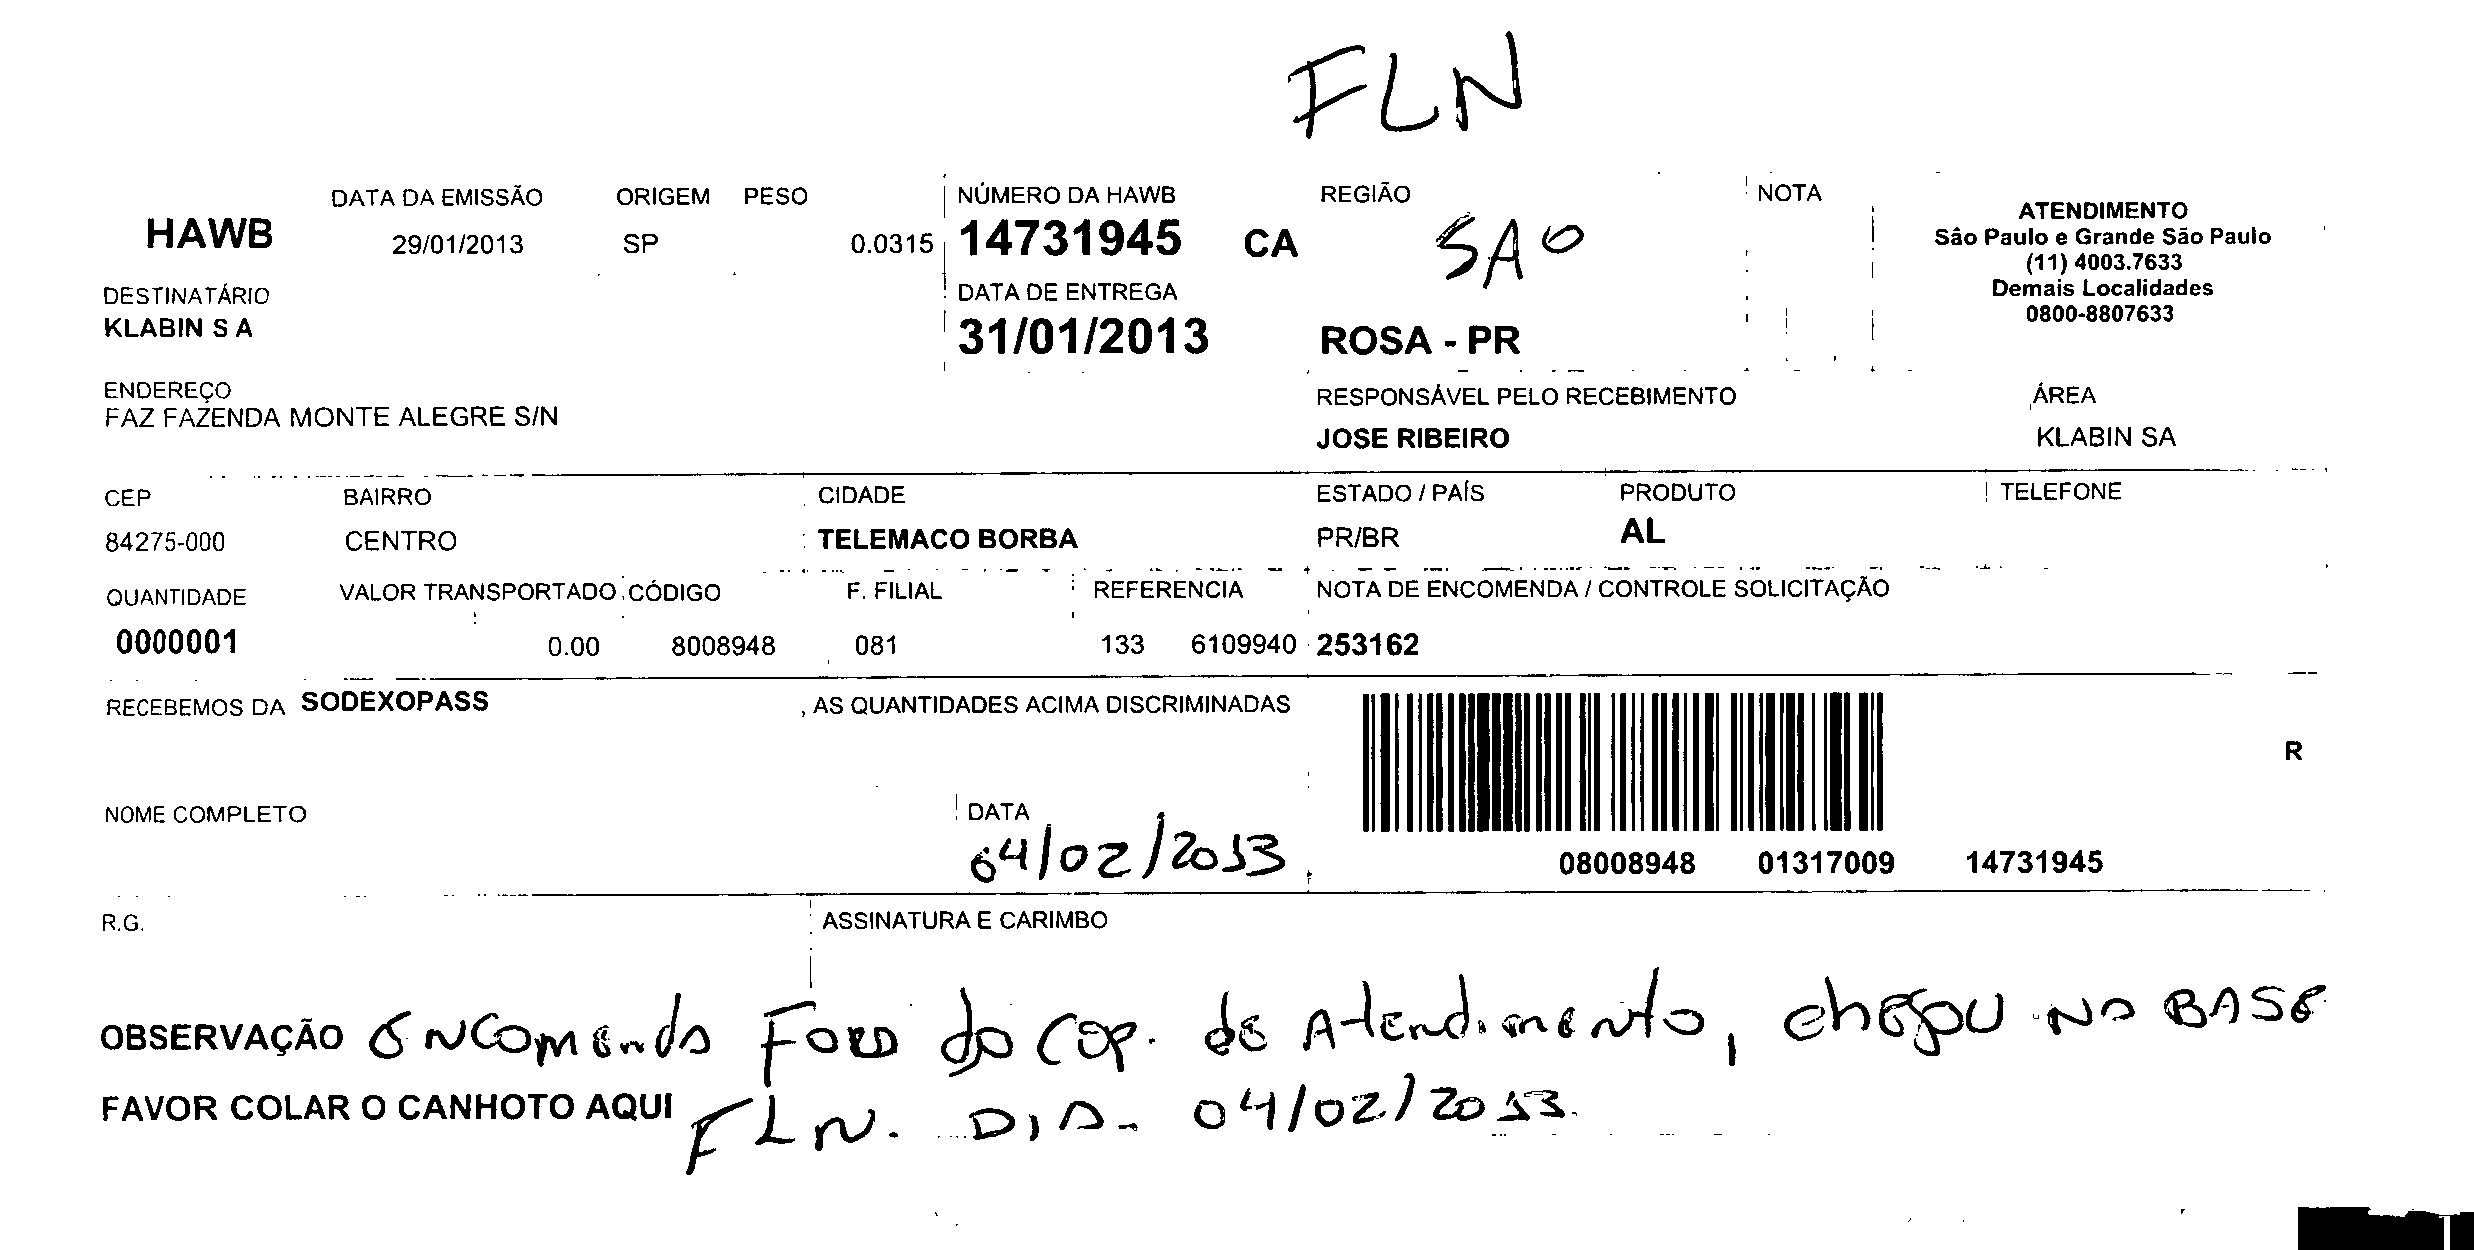 FLN
DATA DA EMISSÃO ORIGEM PESO NÚMERO DA HAWB REGIÃO NOTA
HAWB 29/01/2013 SP 0.0315 14731945 CA SAO
ATENDIMENTO
São Paulo e Grande São Paulo
(11) 4003.7633
Demais Localidades
0800-8807633
DESTINATÁRIO DATA DE ENTREGA
KLABIN S A 31/01/2013 ROSA - PR
ENDEREÇO RESPONSÁVEL PELO RECEBIMENTO ÁREA
FAZ FAZENDA MONTE ALEGRE S/N JOSE RIBEIRO KLABIN SA
CEP BAIRRO CIDADE ESTADO / PAÍS PRODUTO TELEFONE
84275-000 CENTRO TELEMACO BORBA PR/BR AL
QUANTIDADE VALOR TRANSPORTADO CÓDIGO F. FILIAL REFERENCIA NOTA DE ENCOMENDA / CONTROLE SOLICITAÇÃO
0000001 0.00 8008948 081 133 6109940 253162
RECEBEMOS DA SODEXOPASS , AS QUANTIDADES ACIMA DISCRIMINADAS
R
NOME COMPLETO DATA
04/02/2013
08008948 01317009 14731945
R.G. ASSINATURA E CARIMBO
OBSERVAÇÃO ENComenda Fora do COP. de Atendimento, chegou NA BASE
FAVOR COLAR O CANHOTO AQUI FLN. DIA- 04/02/2013.